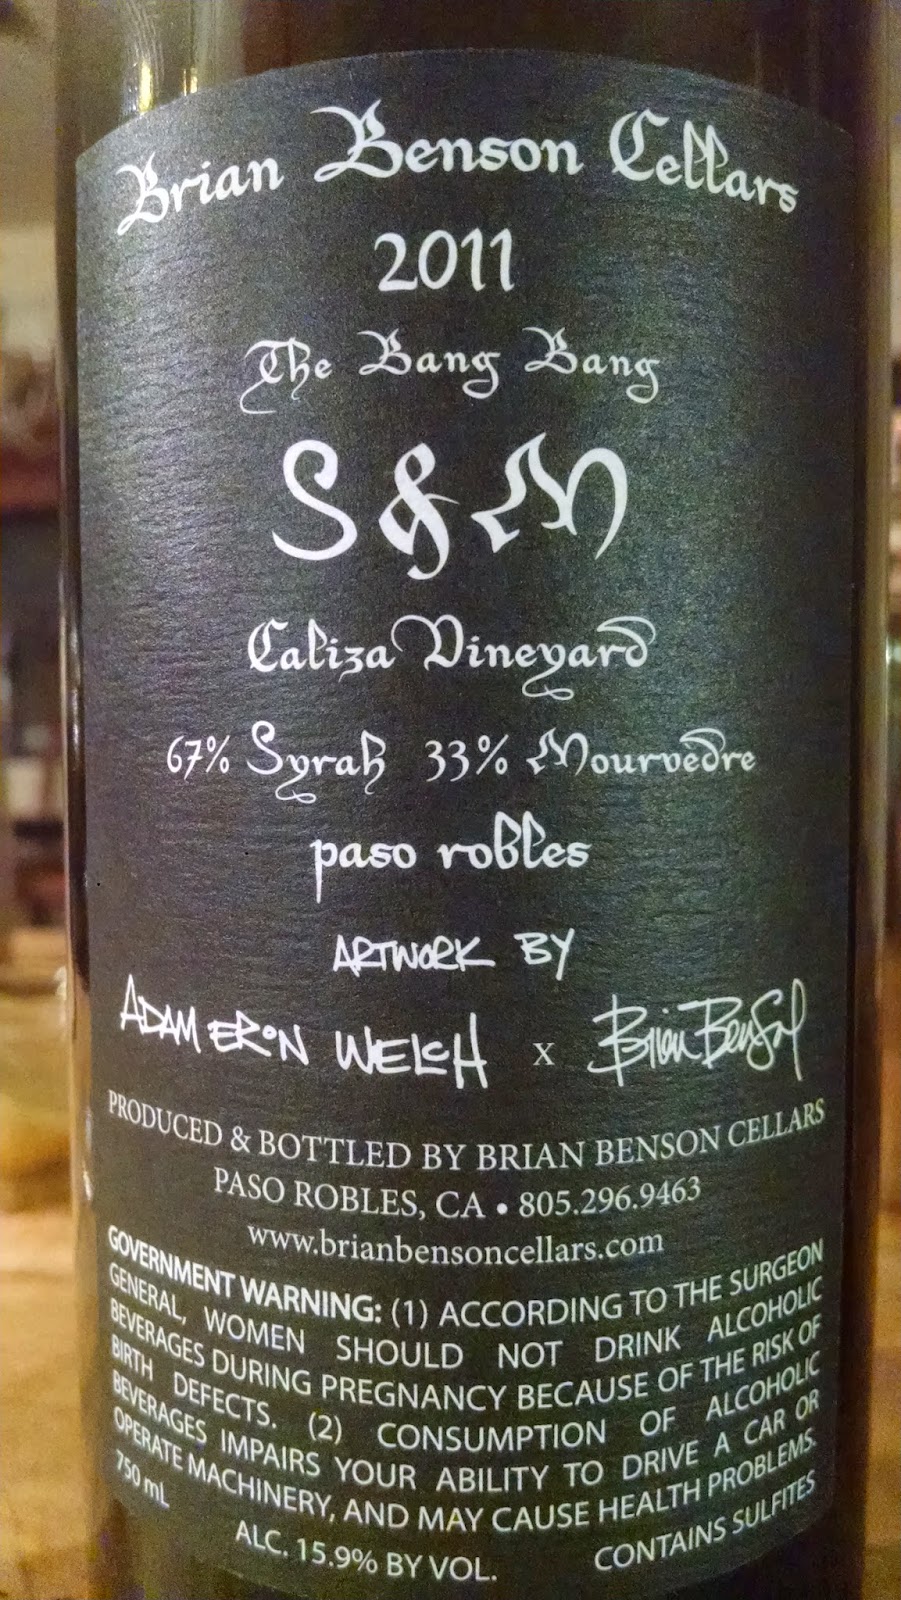 Brian Benson Cellars
2011
The Bang Bang
S & M
Caliza Vineyard
67% Syrah 33% Mourvèdre
paso robles
ARTWORK BY
ADAM ERON WELCH x Brian Benson
PRODUCED & BOTTLED BY BRIAN BENSON CELLARS
PASO ROBLES, CA • 805.296.9463
www.brianbensoncellars.com
GOVERNMENT WARNING: (1) ACCORDING TO THE SURGEON
GENERAL, WOMEN SHOULD NOT DRINK ALCOHOLIC
BEVERAGES DURING PREGNANCY BECAUSE OF THE RISK OF
BIRTH DEFECTS. (2) CONSUMPTION OF ALCOHOLIC
BEVERAGES IMPAIRS YOUR ABILITY TO DRIVE A CAR OR
OPERATE MACHINERY, AND MAY CAUSE HEALTH PROBLEMS.
750 mL
ALC. 15.9% BY VOL. CONTAINS SULFITES